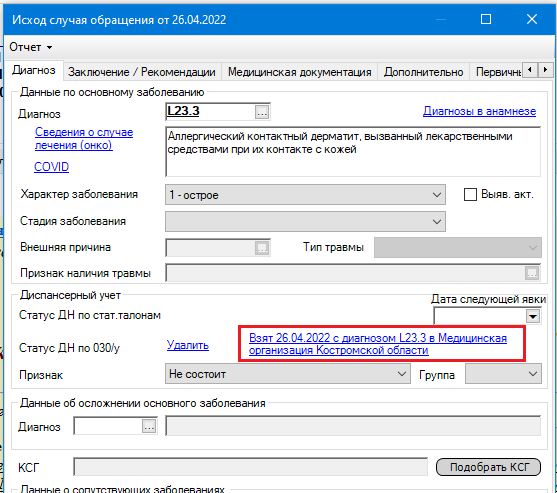 Исход случая обращения от 26.04.2022
Отчет
Диагноз Заключение / Рекомендации Медицинская документация Дополнительно Первичнь
Данные по основному заболеванию
Диагноз L23.3 ... Диагнозы в анамнезе
Сведения о случае лечения (онко)
COVID
Аллергический контактный дерматит, вызванный лекарственными
средствами при их контакте с кожей
Характер заболевания 1 - острое Выяв. акт.
Стадия заболевания
Внешняя причина ... Тип травмы
Признак наличия травмы ...
Диспансерный учет
Дата следующей явки
Статус ДН по стат.талонам
Статус ДН по 030/у Удалить Взят 26.04.2022 с диагнозом L23.3 в Медицинская
организация Костромской области
Признак Не состоит Группа
Данные об осложнении основного заболевания
Диагноз ...
КСГ Подобрать КСГ
Данные о сопутствующих заболеваниях